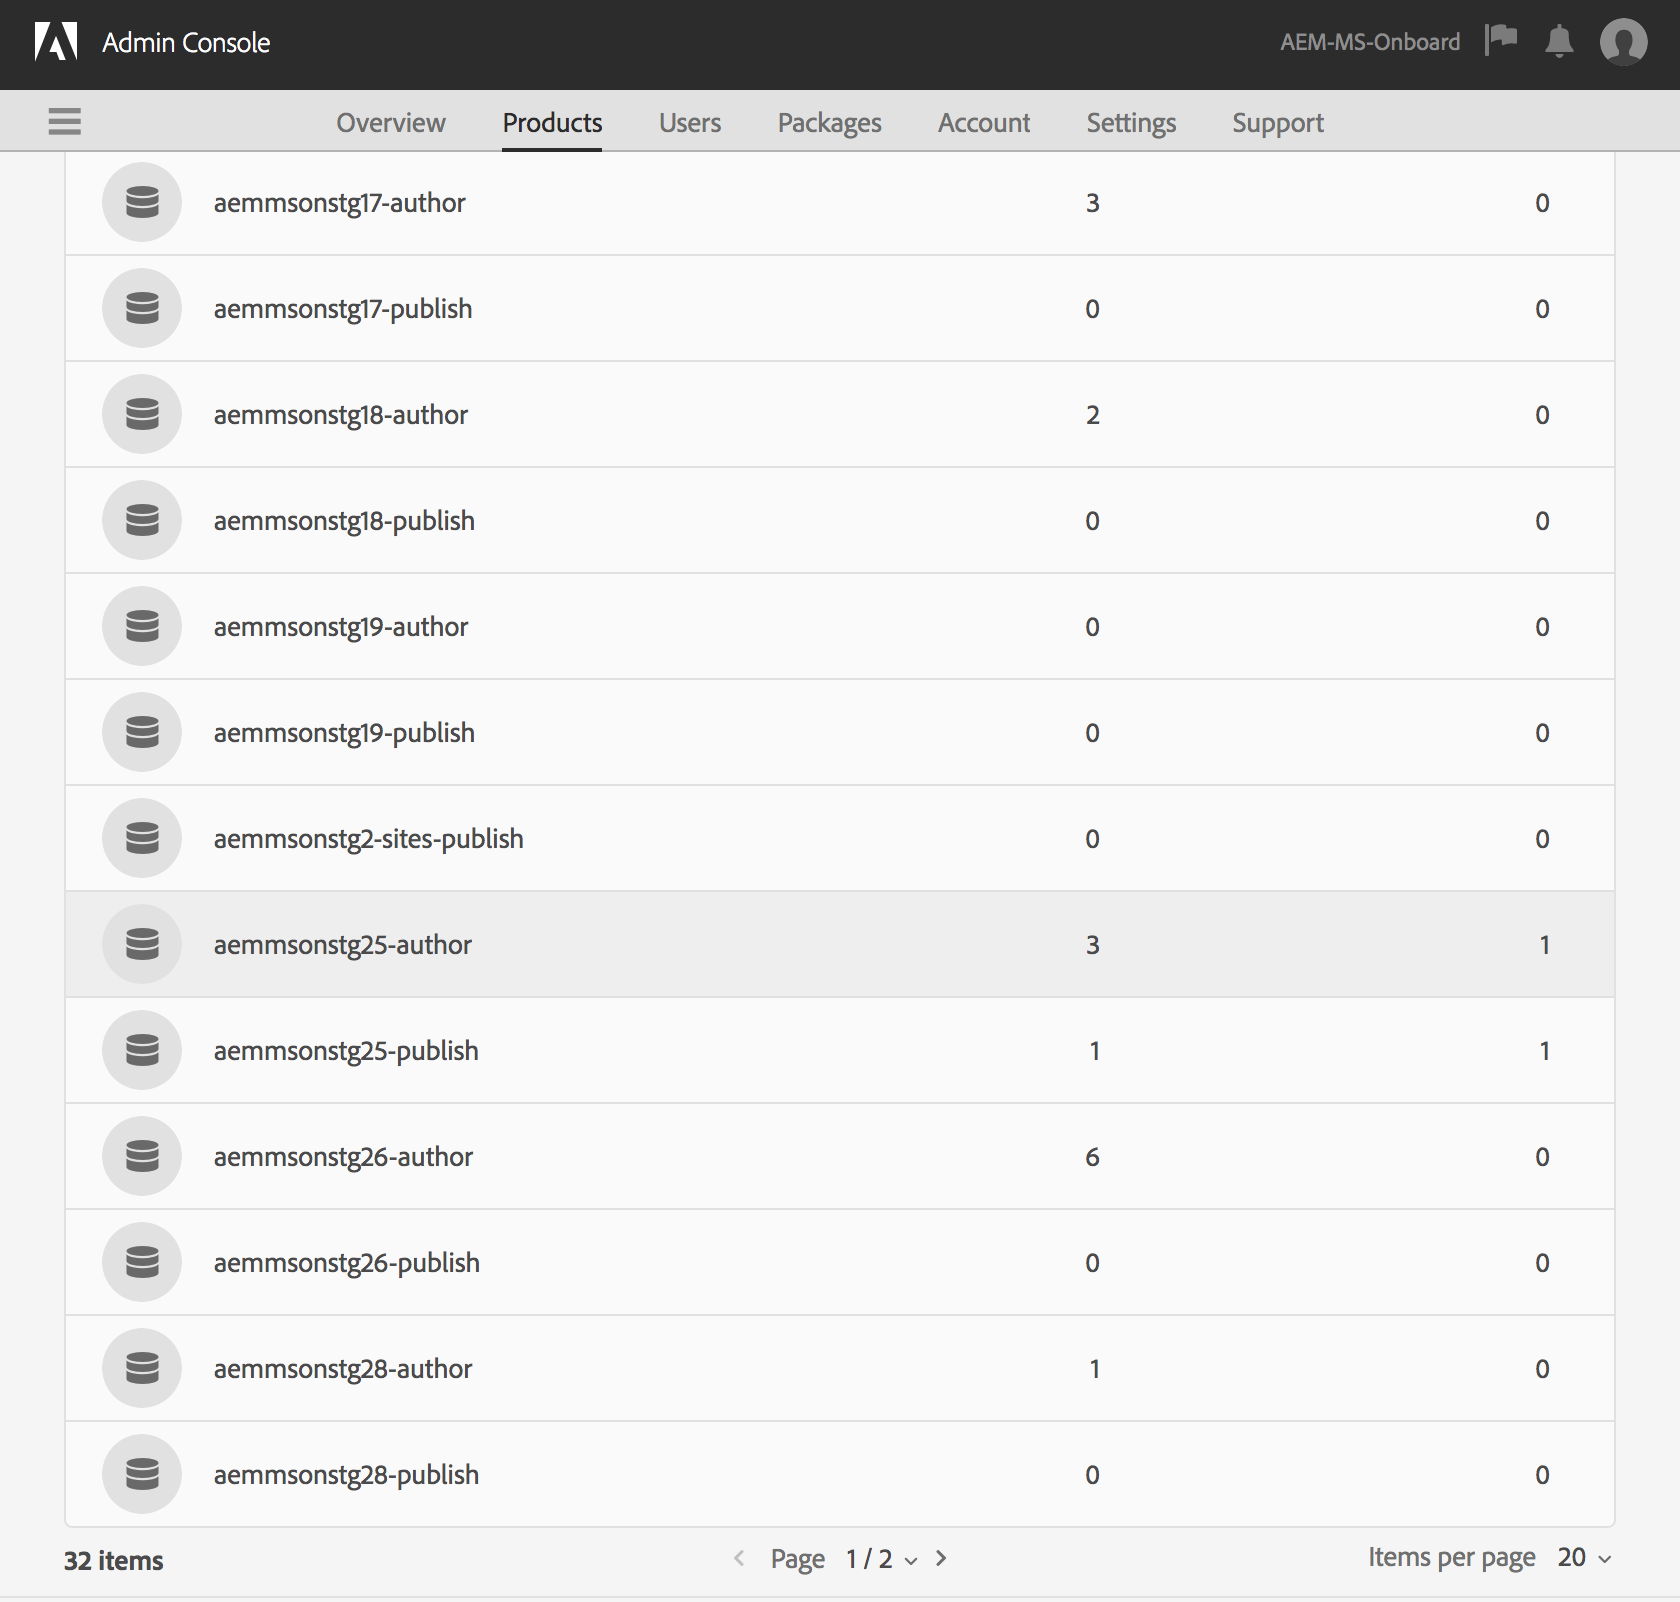 Admin Console AEM-MS-Onboard
Overview Products Users Packages Account Settings Support
aemmsonstg17-author 3 0
aemmsonstg17-publish 0 0
aemmsonstg18-author 2 0
aemmsonstg18-publish 0 0
aemmsonstg19-author 0 0
aemmsonstg19-publish 0 0
aemmsonstg2-sites-publish 0 0
aemmsonstg25-author 3 1
aemmsonstg25-publish 1 1
aemmsonstg26-author 6 0
aemmsonstg26-publish 0 0
aemmsonstg28-author 1 0
aemmsonstg28-publish 0 0
32 items Page 1 / 2 Items per page 20